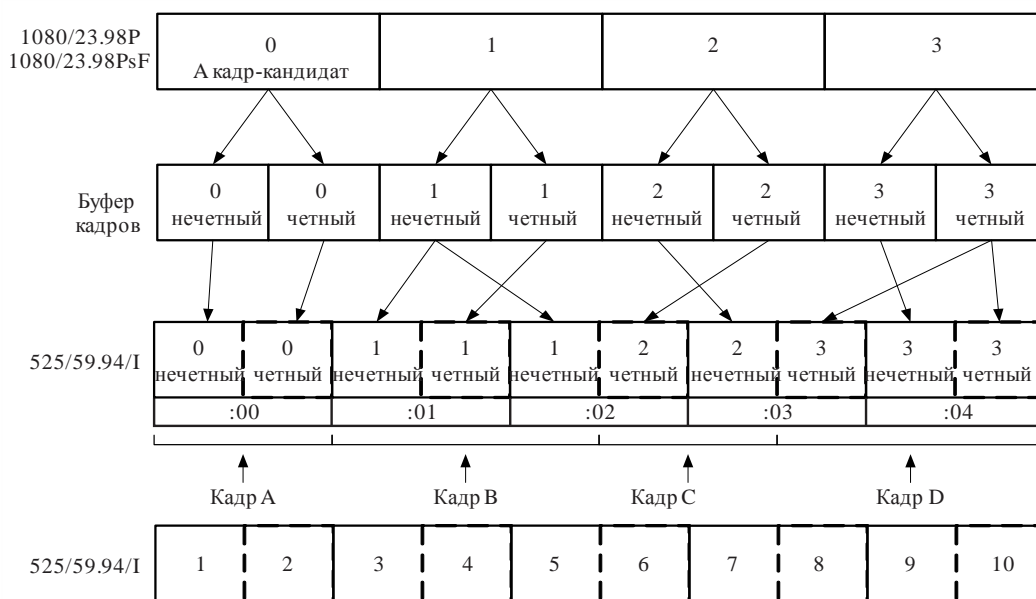 1080/23.98P
1080/23.98PsF
0 1 2 3
А кадр-кандидат
Буфер
кадров
0 0 1 1 2 2 3 3
нечетный четный нечетный четный нечетный четный нечетный четный
525/59.94/I
0 0 1 1 1 2 2 3 3 3
нечетный четный нечетный четный нечетный четный нечетный четный нечетный четный
:00 :01 :02 :03 :04
Кадр A Кадр B Кадр C Кадр D
525/59.94/I
1 2 3 4 5 6 7 8 9 10